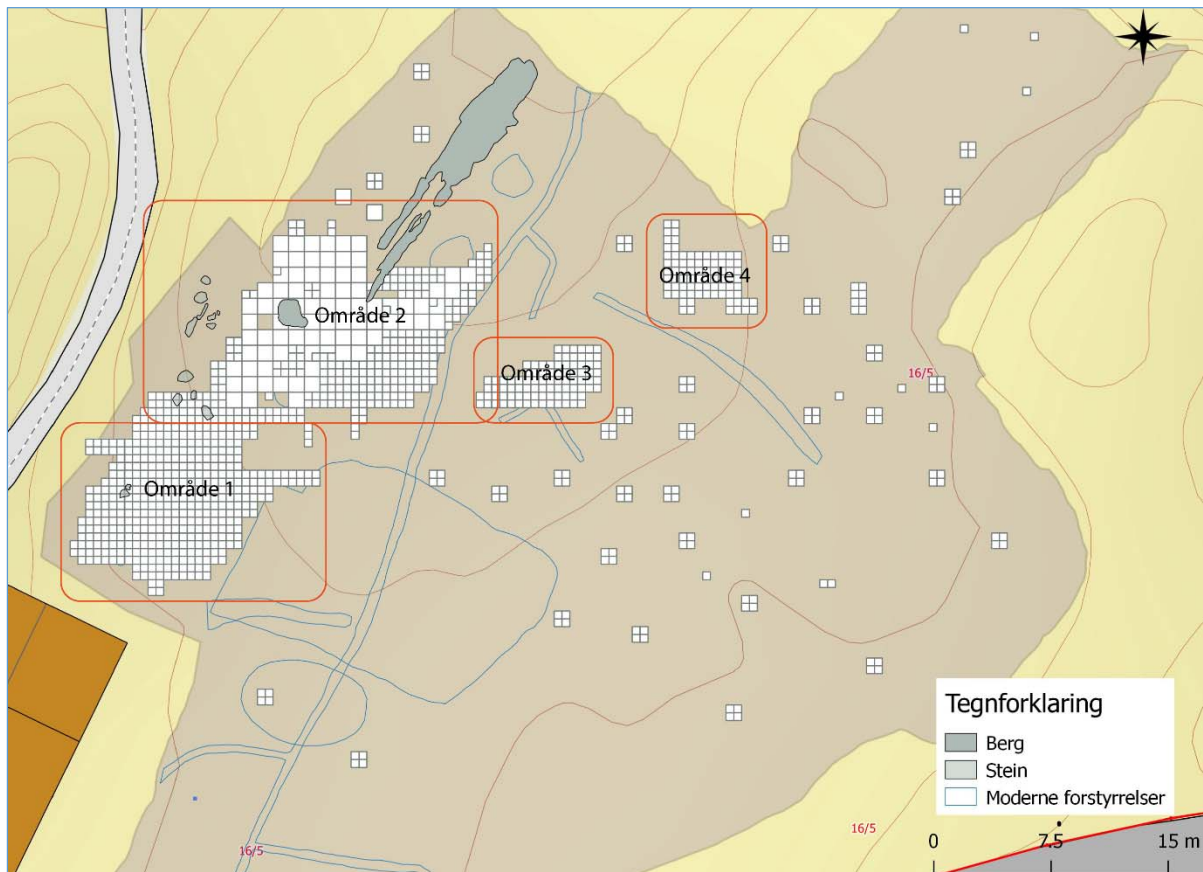 Område 4
Område 2
Område 3
16/5
Område 1
Tegnforklaring
Berg
Stein
Moderne forstyrrelser
16/5
16/5
0 7.5 15 m